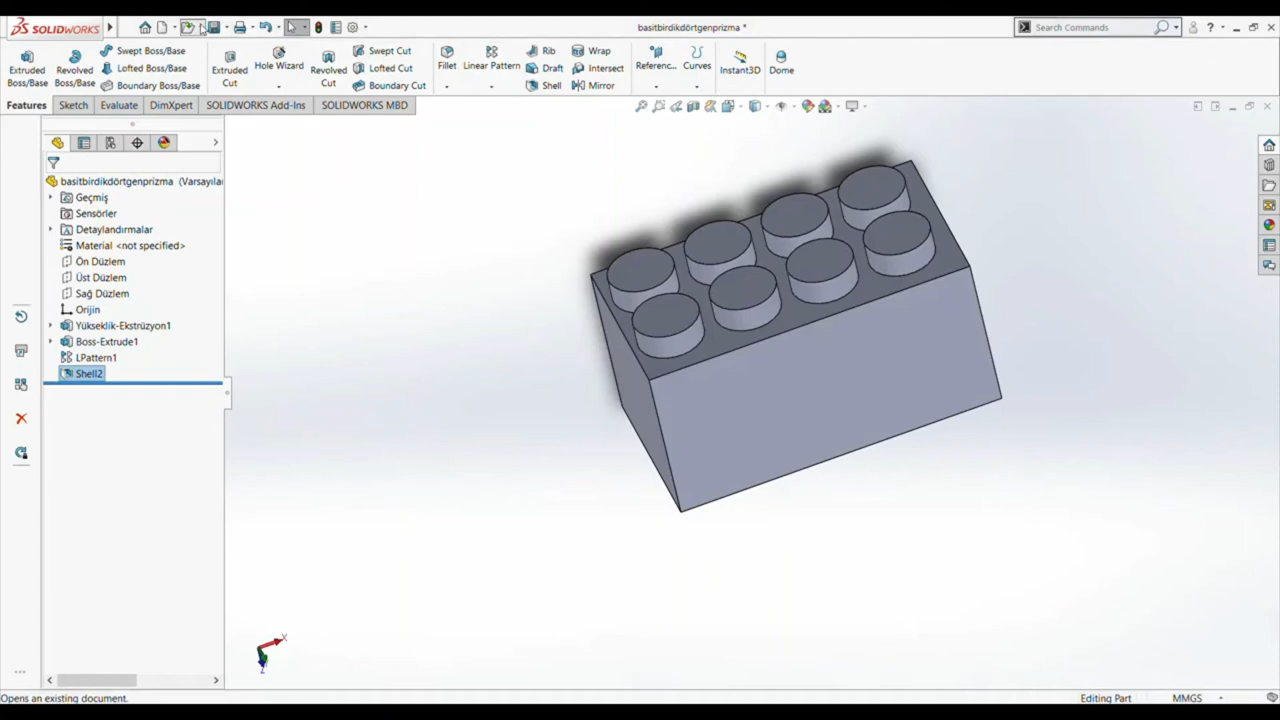 SOLIDWORKS
basitbirdikdörtgenprizma *
Search Commands
Extruded Boss/Base
Revolved Boss/Base
Swept Boss/Base
Lofted Boss/Base
Boundary Boss/Base
Extruded Cut
Hole Wizard
Revolved Cut
Swept Cut
Lofted Cut
Boundary Cut
Fillet
Linear Pattern
Rib
Draft
Shell
Wrap
Intersect
Mirror
Referenc...
Curves
Instant3D
Dome
Features
Sketch
Evaluate
DimXpert
SOLIDWORKS Add-Ins
SOLIDWORKS MBD
basitbirdikdörtgenprizma (Varsayılan
Geçmiş
Sensörler
Detaylandırmalar
Material <not specified>
Ön Düzlem
Üst Düzlem
Sağ Düzlem
Orijin
Yükseklik-Ekstrüzyon1
Boss-Extrude1
LPattern1
Shell2
X
Z
Opens an existing document.
Editing Part
MMGS